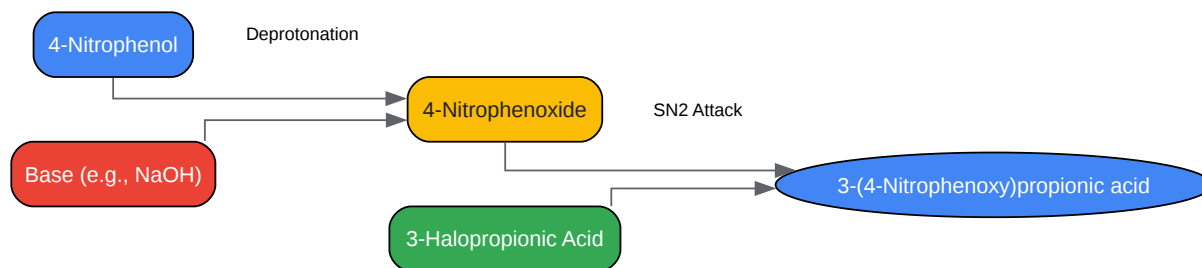 4-Nitrophenol
Deprotonation
Base (e.g., NaOH)
4-Nitrophenoxide
SN2 Attack
3-Halopropionic Acid
3-(4-Nitrophenoxy)propionic acid